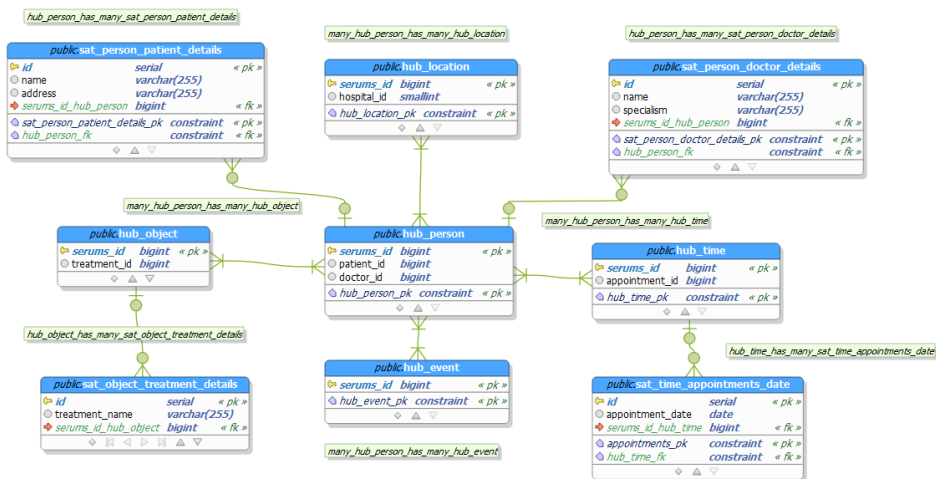 hub_person_has_many_sat_person_patient_details
many_hub_person_has_many_hub_location
hub_person_has_many_sat_person_doctor_details
public.sat_person_patient_details
id serial « pk »
name varchar(255)
address varchar(255)
serums_id_hub_person bigint « fk »
sat_person_patient_details_pk constraint « pk »
hub_person_fk constraint « fk »
public.hub_location
serums_id bigint « pk »
hospital_id smallint
hub_location_pk constraint « pk »
public.sat_person_doctor_details
id serial « pk »
name varchar(255)
specialism varchar(255)
serums_id_hub_person bigint « fk »
sat_person_doctor_details_pk constraint « pk »
hub_person_fk constraint « fk »
many_hub_person_has_many_hub_object
many_hub_person_has_many_hub_time
public.hub_object
serums_id bigint « pk »
treatment_id bigint
public.hub_person
serums_id bigint « pk »
patient_id bigint
doctor_id bigint
hub_person_pk constraint « pk »
public.hub_time
serums_id bigint « pk »
appointment_id bigint
hub_time_pk constraint « pk »
hub_object_has_many_sat_object_treatment_details
hub_time_has_many_sat_time_appointments_date
public.sat_object_treatment_details
id serial « pk »
treatment_name varchar(255)
serums_id_hub_object bigint « fk »
public.hub_event
serums_id bigint « pk »
hub_event_pk constraint « pk »
public.sat_time_appointments_date
id serial « pk »
appointment_date date
serums_id_hub_time bigint « fk »
appointments_pk constraint « pk »
hub_time_fk constraint « fk »
many_hub_person_has_many_hub_event